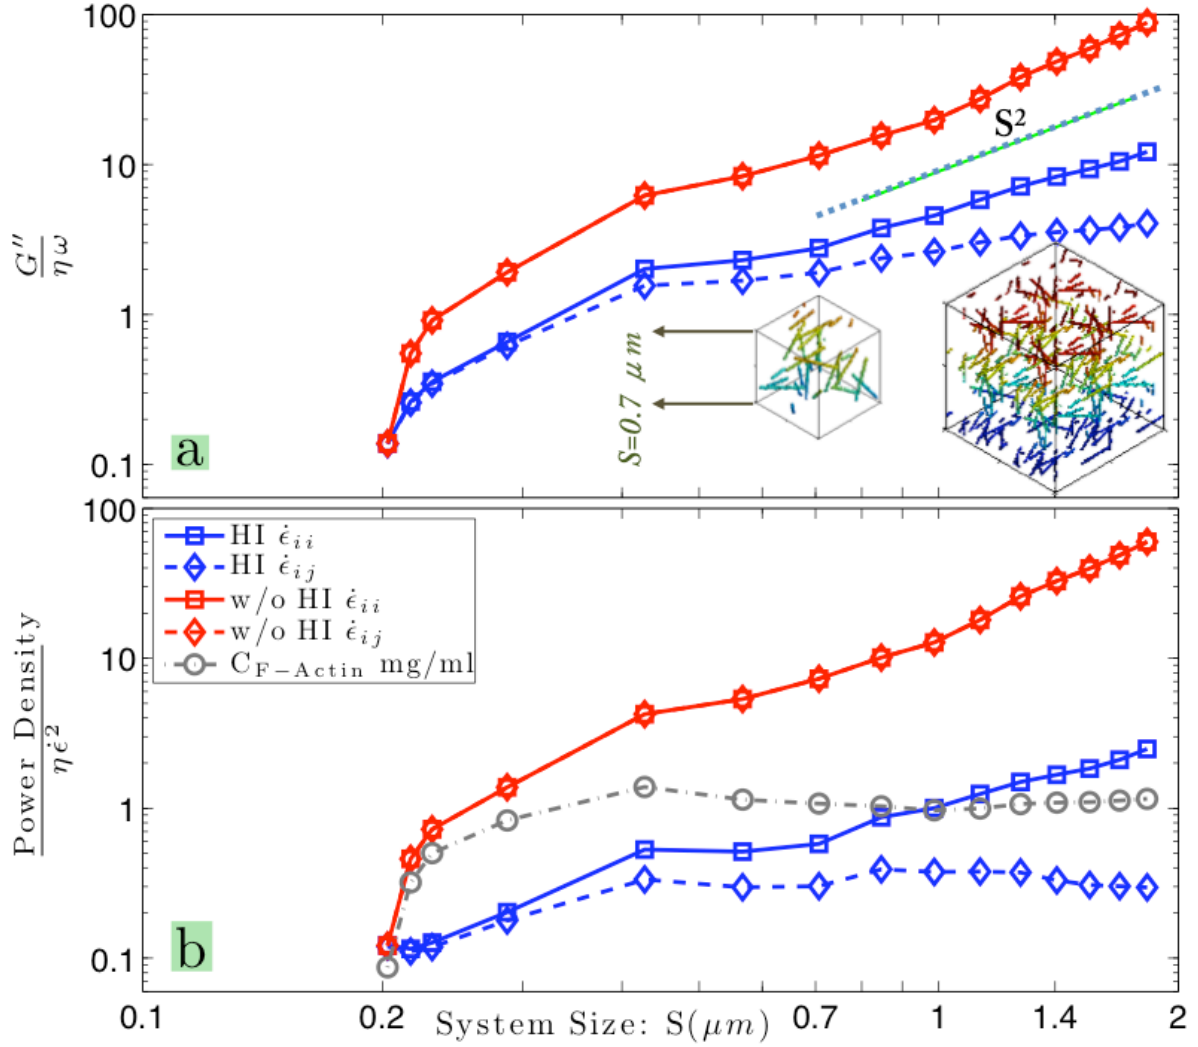 100
10
1
0.1
G''
η ω
S²
S=0.7 μm
a
100
10
1
0.1
HI ε̇ᵢᵢ
HI ε̇ᵢⱼ
w/o HI ε̇ᵢᵢ
w/o HI ε̇ᵢⱼ
C_F−Actin mg/ml
Power Density
η ε̇²
b
0.1
0.2
System Size: S(μm)
0.7
1
1.4
2